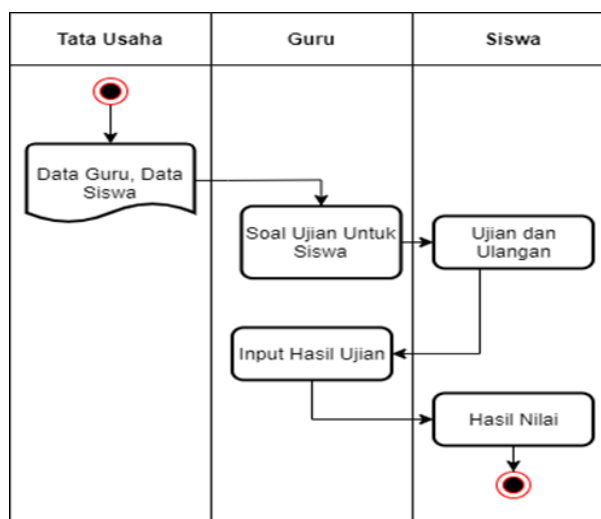 Tata Usaha
Guru
Siswa
Data Guru, Data
Siswa
Soal Ujian Untuk
Siswa
Ujian dan
Ulangan
Input Hasil Ujian
Hasil Nilai